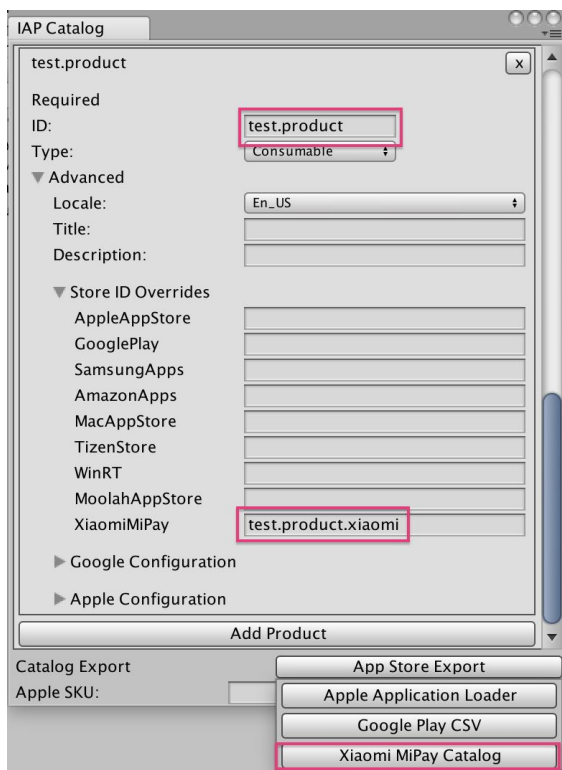 IAP Catalog
test.product
x
Required
ID: test.product
Type: Consumable
Advanced
Locale: En_US
Title:
Description:
Store ID Overrides
AppleAppStore
GooglePlay
SamsungApps
AmazonApps
MacAppStore
TizenStore
WinRT
MoolahAppStore
XiaomiMiPay test.product.xiaomi
Google Configuration
Apple Configuration
Add Product
Catalog Export App Store Export
Apple SKU: Apple Application Loader
Google Play CSV
Xiaomi MiPay Catalog